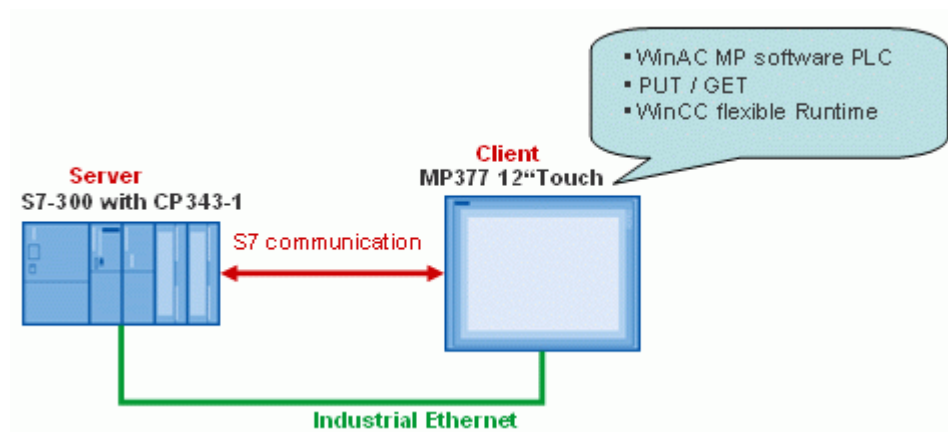 ▪ WinAC MP software PLC
▪ PUT / GET
▪ WinCC flexible Runtime
Client
MP377 12“Touch
Server
S7-300 with CP343-1
S7 communication
Industrial Ethernet